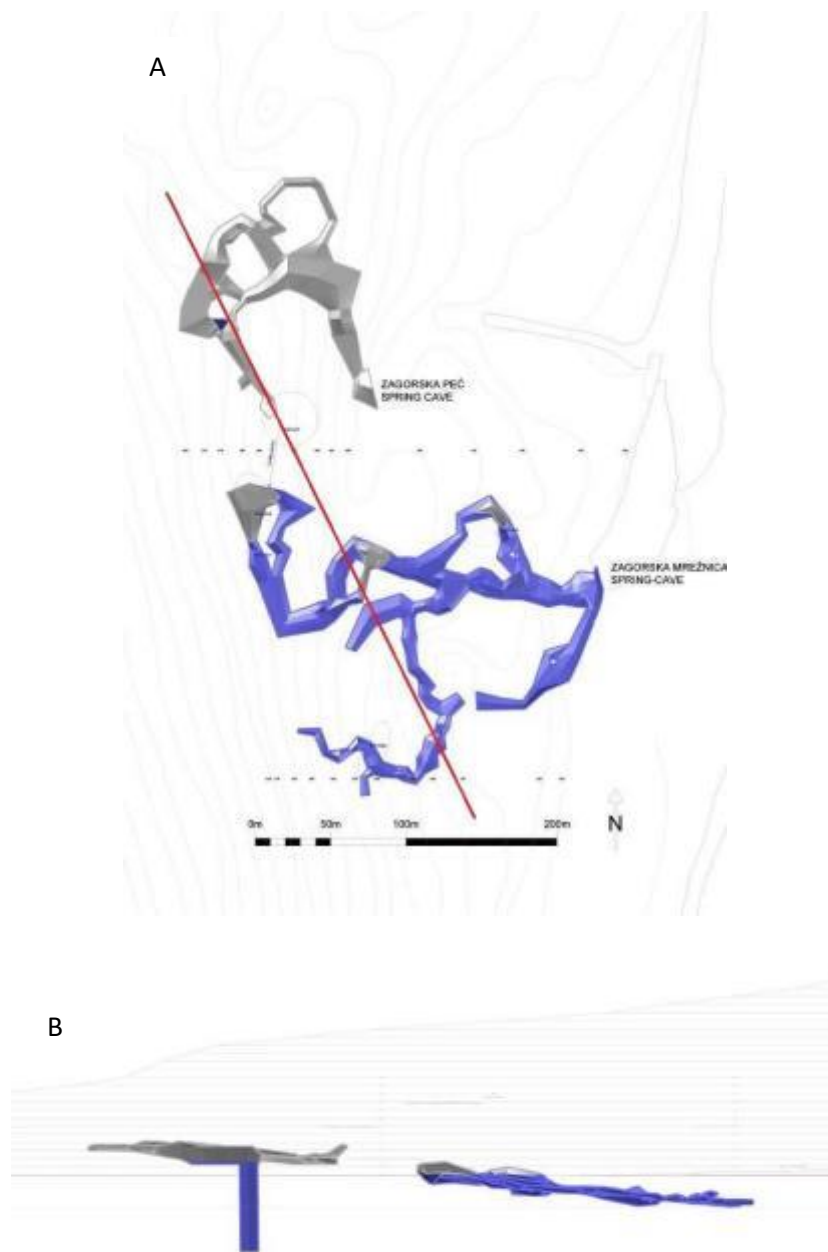 A
ZAGORSKA PEĆ
SPRING CAVE
ZAGORSKA MREŽNICA
SPRING-CAVE
0m 50m 100m 200m
N
B